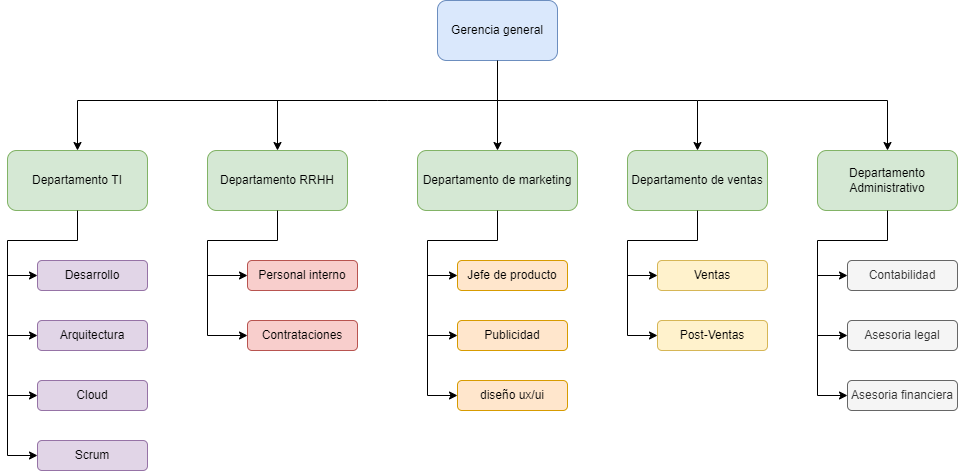 Gerencia general
Departamento TI
Departamento RRHH
Departamento de marketing
Departamento de ventas
Departamento
Administrativo
Desarrollo
Personal interno
Jefe de producto
Ventas
Contabilidad
Arquitectura
Contrataciones
Publicidad
Post-Ventas
Asesoria legal
Cloud
diseño ux/ui
Asesoria financiera
Scrum